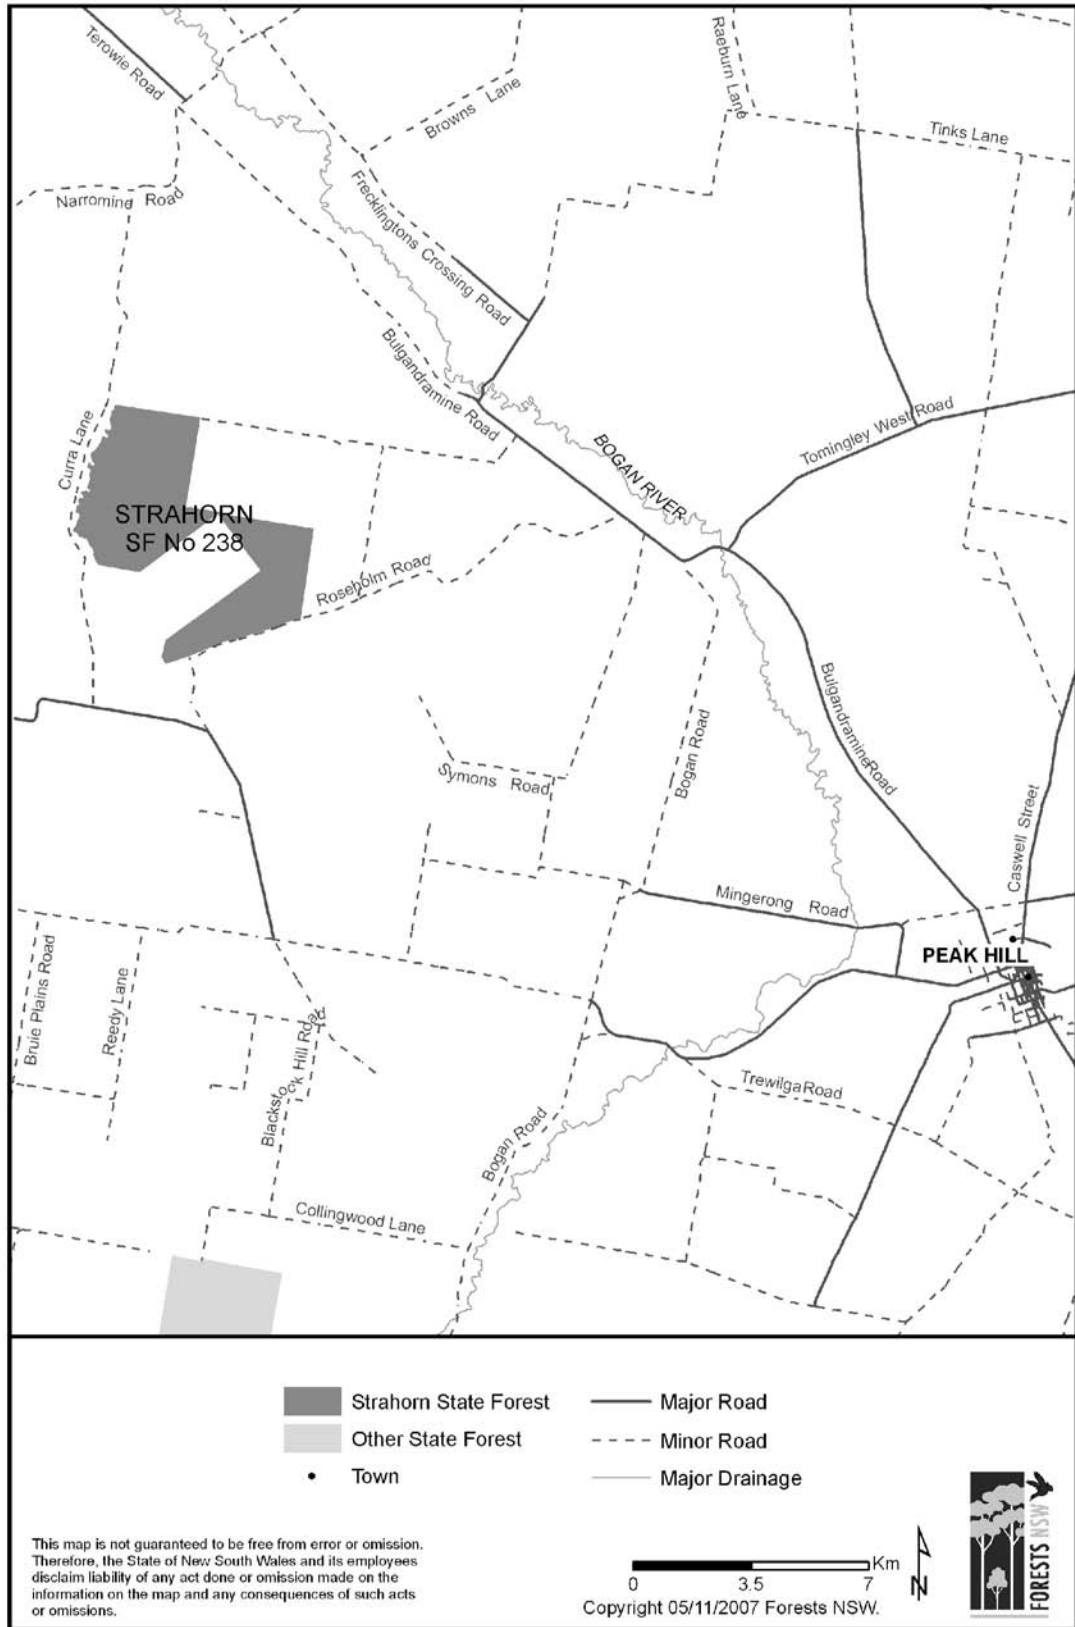 Terowie Road
Browns Lane
Raeburn Lane
Tinks Lane
Narromine Road
Frecklingtons Crossing Road
Bulgandramine Road
Curra Lane
BOGAN RIVER
Tomingley West Road
STRAHORN
SF No 238
Roseholm Road
Bulgandramine Road
Bogan Road
Symons Road
Caswell Street
Mingerong Road
PEAK HILL
Bruie Plains Road
Reedy Lane
Blackstock Hill Road
Trewilga Road
Bogan Road
Collingwood Lane
Strahorn State Forest
Other State Forest
Town
Major Road
Minor Road
Major Drainage
This map is not guaranteed to be free from error or omission.
Therefore, the State of New South Wales and its employees
disclaim liability of any act done or omission made on the
information on the map and any consequences of such acts
or omissions.
Km
0 3.5 7
Copyright 05/11/2007 Forests NSW.
N
FORESTS NSW